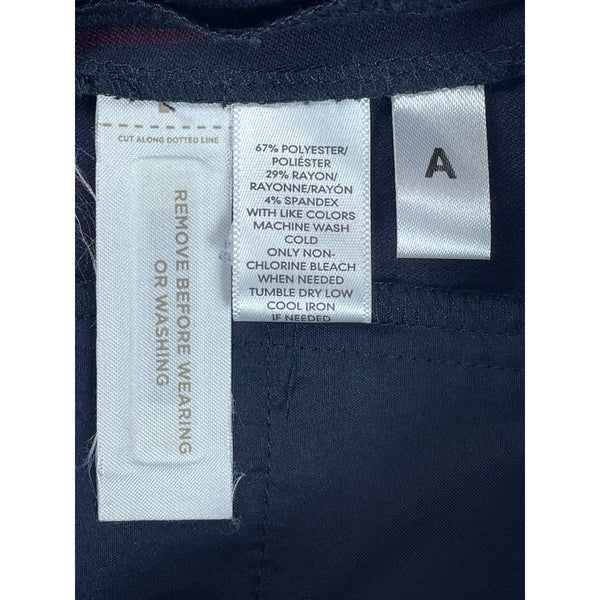 CUT ALONG DOTTED LINE
REMOVE BEFORE WEARING
OR WASHING
67% POLYESTER/
POLIÉSTER
29% RAYON/
RAYONNE/RAYÓN
4% SPANDEX
WITH LIKE COLORS
MACHINE WASH
COLD
ONLY NON-
CHLORINE BLEACH
WHEN NEEDED
TUMBLE DRY LOW
COOL IRON
IF NEEDED
A